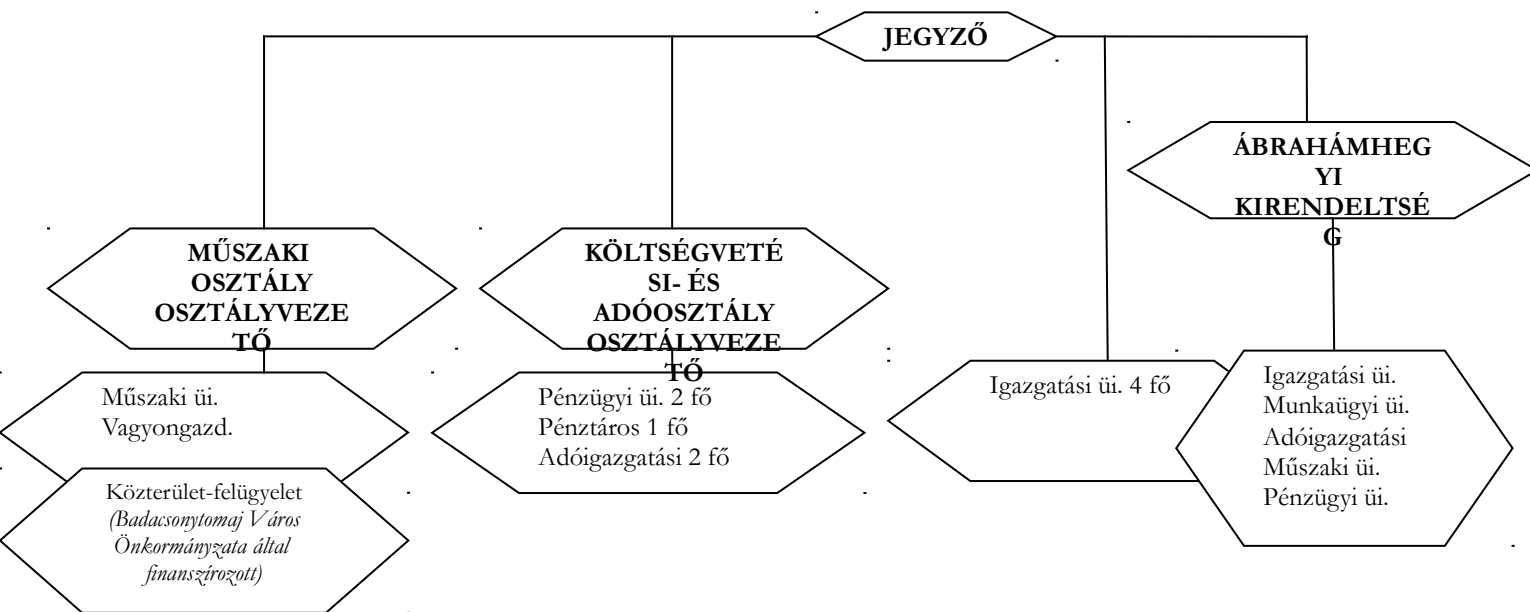 JEGYZŐ
ÁBRAHÁMHEG
YI
KIRENDELTSÉ
G
MŰSZAKI
OSZTÁLY
OSZTÁLYVEZE
TŐ
KÖLTSÉGVETÉ
SI- ÉS
ADÓOSZTÁLY
OSZTÁLYVEZE
TŐ
Műszaki üi.
Vagyongazd.
Pénzügyi üi. 2 fő
Pénztáros 1 fő
Adóigazgatási 2 fő
Igazgatási üi. 4 fő
Igazgatási üi.
Munkaügyi üi.
Adóigazgatási
Műszaki üi.
Pénzügyi üi.
Közterület-felügyelet
(Badacsonytomaj Város
Önkormányzata által
finanszírozott)